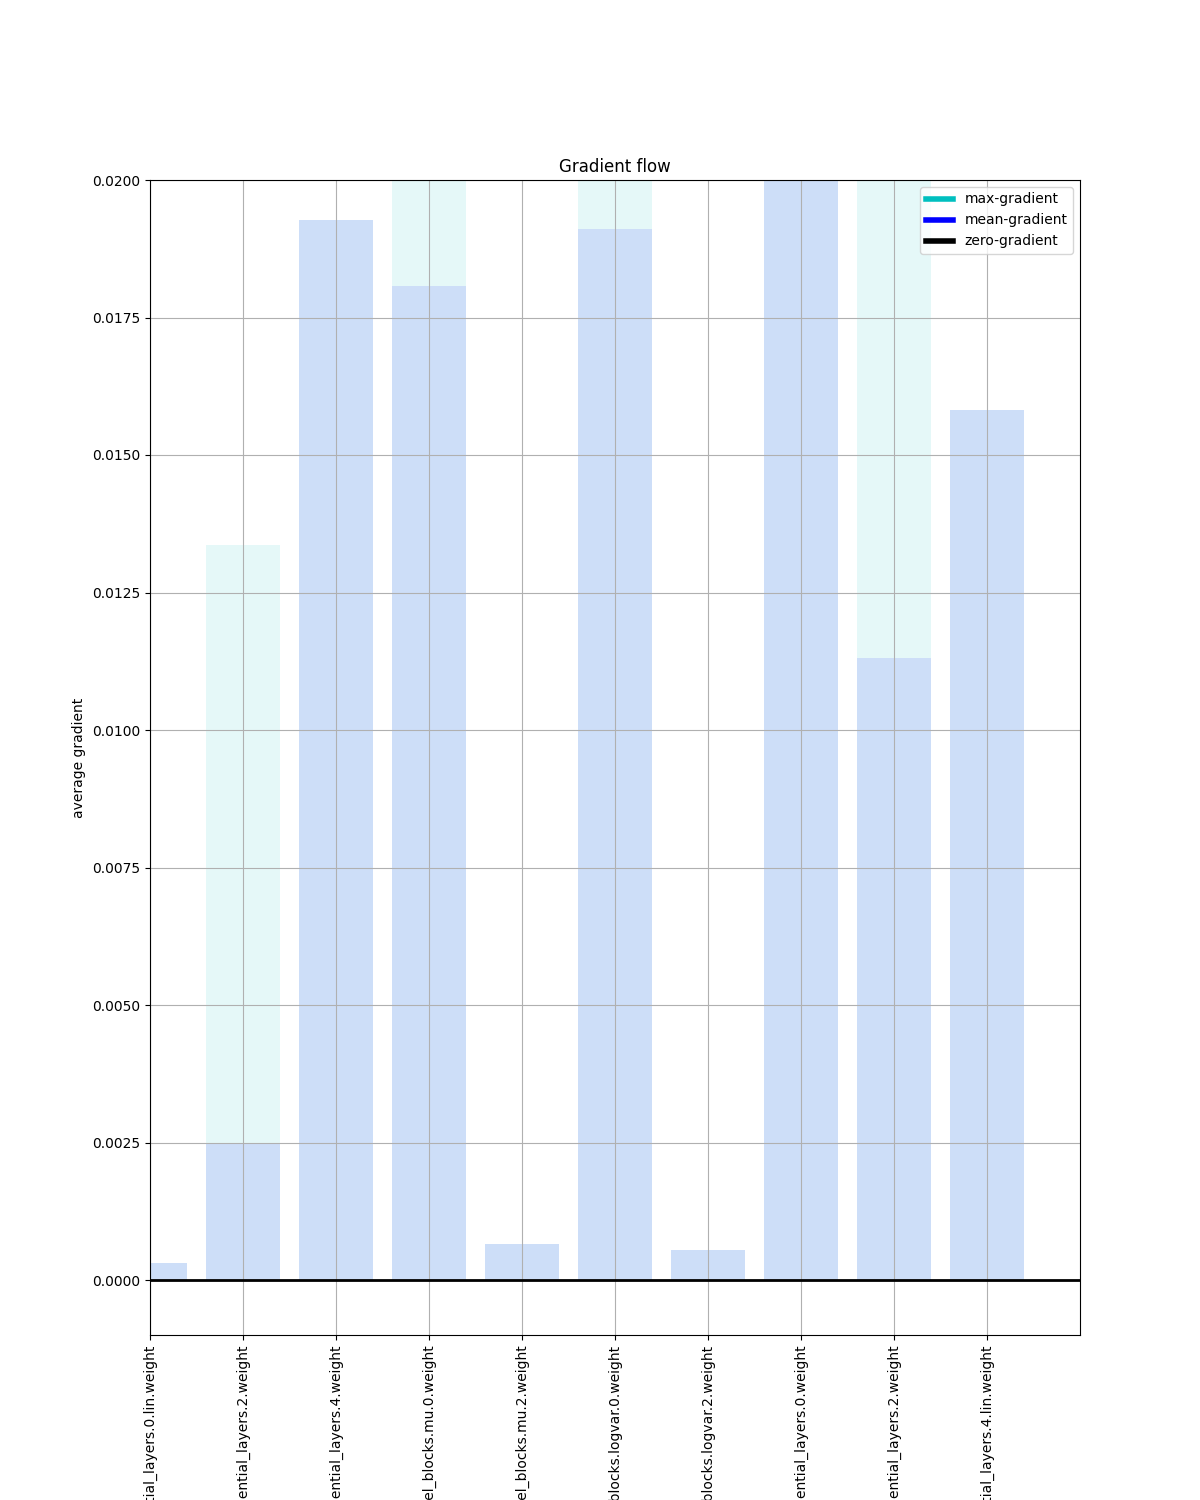 Gradient flow
max-gradient
mean-gradient
zero-gradient
0.0200
0.0175
0.0150
0.0125
0.0100
0.0075
0.0050
0.0025
0.0000
average gradient
tial_layers.0.lin.weight
ential_layers.2.weight
ential_layers.4.weight
el_blocks.mu.0.weight
el_blocks.mu.2.weight
blocks.logvar.0.weight
blocks.logvar.2.weight
ential_layers.0.weight
ential_layers.2.weight
tial_layers.4.lin.weight